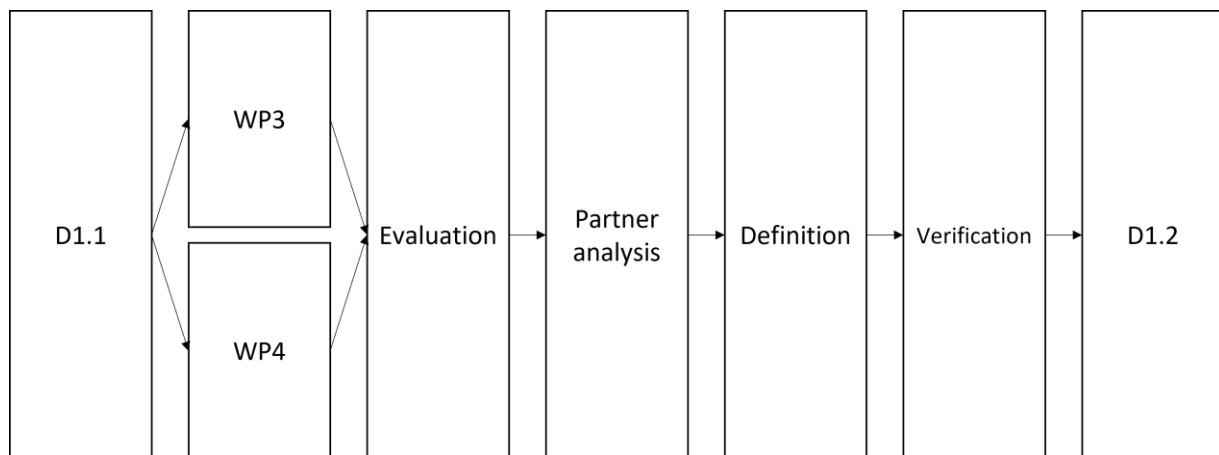 D1.1
WP3
WP4
Evaluation
Partner
analysis
Definition
Verification
D1.2